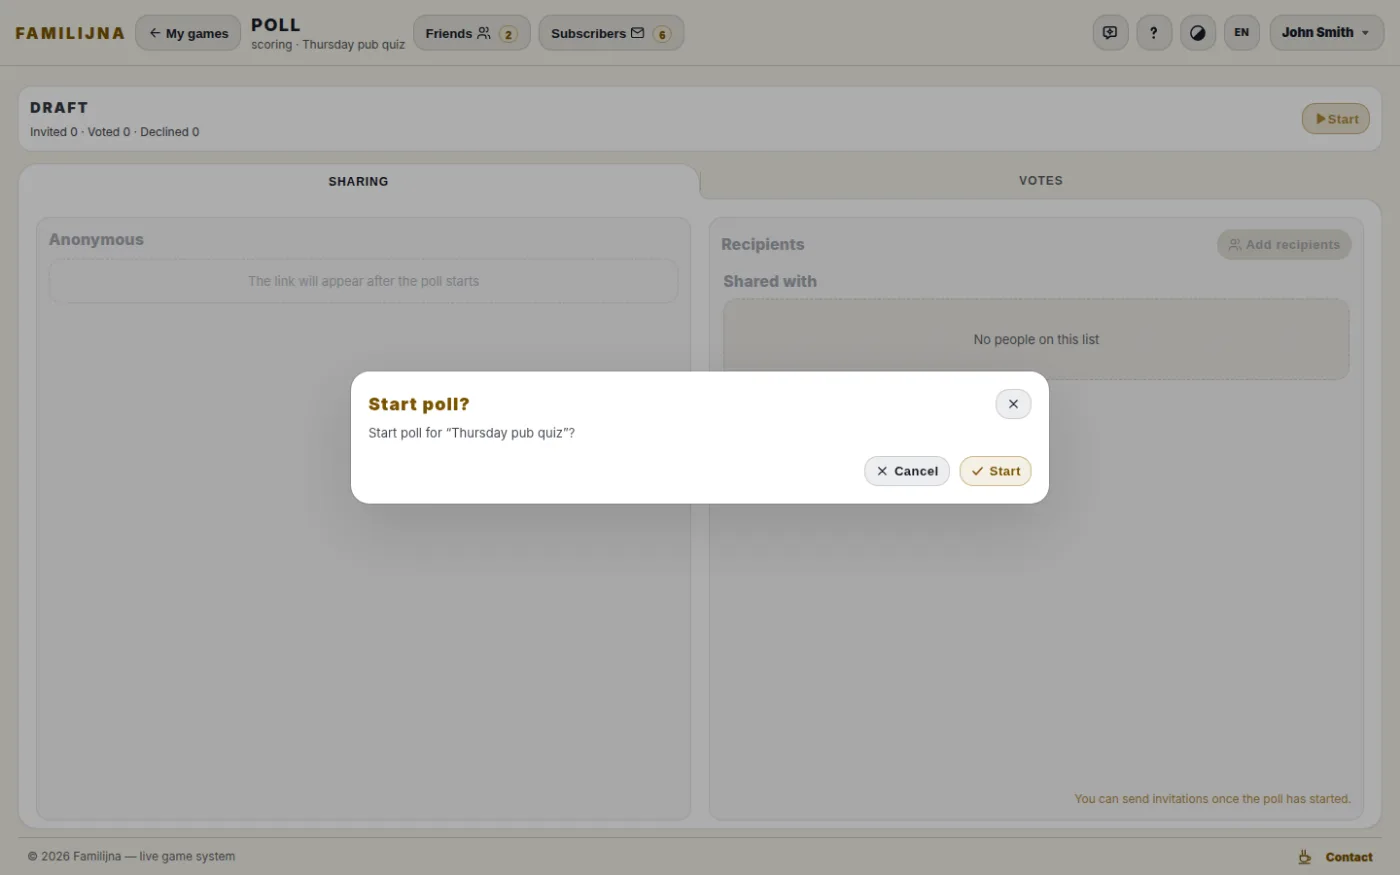 FAMILIJNA
My games
POLL
scoring · Thursday pub quiz
Friends 2
Subscribers 6
?
EN
John Smith
DRAFT
Invited 0 · Voted 0 · Declined 0
Start
SHARING
VOTES
Anonymous
The link will appear after the poll starts
Recipients
Add recipients
Shared with
No people on this list
Start poll?
Start poll for “Thursday pub quiz”?
Cancel
Start
You can send invitations once the poll has started.
© 2026 Familijna — live game system
Contact